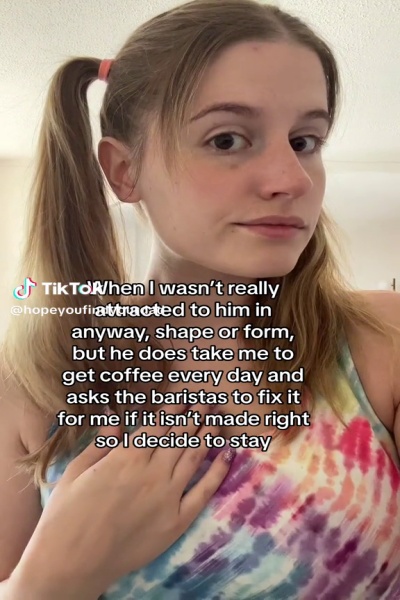 TikTok
When I wasn't really
attracted to him in
anyway, shape or form,
but he does take me to
get coffee every day and
asks the baristas to fix it
for me if it isn't made right
so I decide to stay